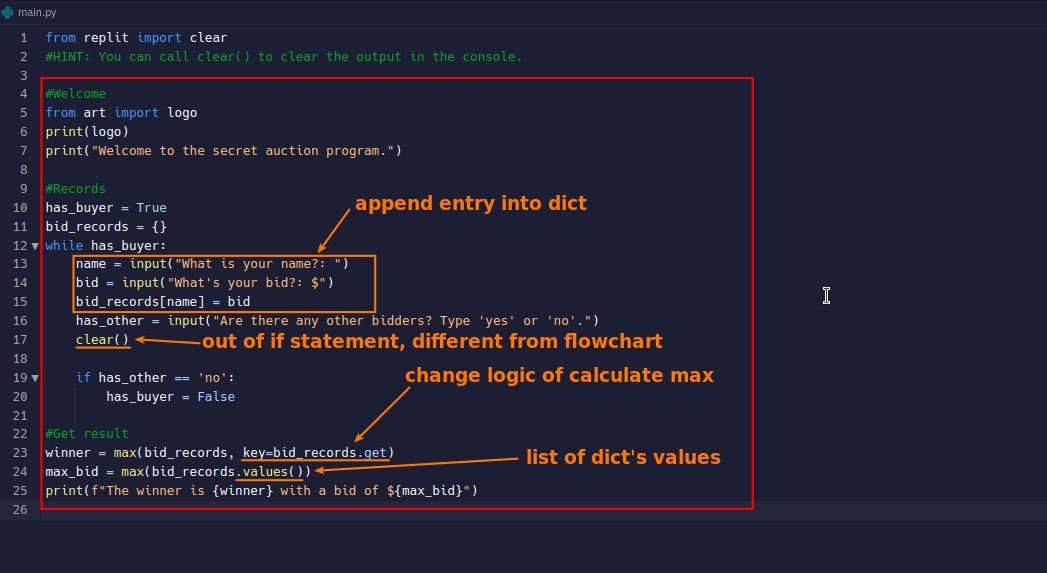 main.py
1 from replit import clear
2 #HINT: You can call clear() to clear the output in the console.
3
4 #Welcome
5 from art import logo
6 print(logo)
7 print("Welcome to the secret auction program.")
8
9 #Records
append entry into dict
10 has_buyer = True
11 bid_records = {}
12 while has_buyer:
13 name = input("What is your name?: ")
14 bid = input("What's your bid?: $")
15 bid_records[name] = bid
16 has_other = input("Are there any other bidders? Type 'yes' or 'no'.")
17 clear() out of if statement, different from flowchart
18
19 if has_other == 'no': change logic of calculate max
20 has_buyer = False
21
22 #Get result
23 winner = max(bid_records, key=bid_records.get)
24 max_bid = max(bid_records.values()) list of dict's values
25 print(f"The winner is {winner} with a bid of ${max_bid}")
26